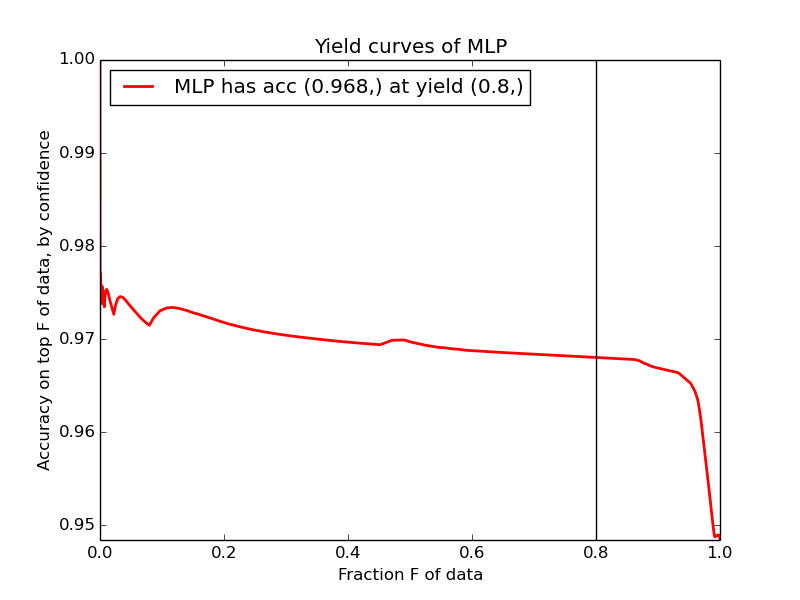 Yield curves of MLP
MLP has acc (0.968,) at yield (0.8,)
1.00
0.99
0.98
0.97
0.96
0.95
Accuracy on top F of data, by confidence
0.0 0.2 0.4 0.6 0.8 1.0
Fraction F of data